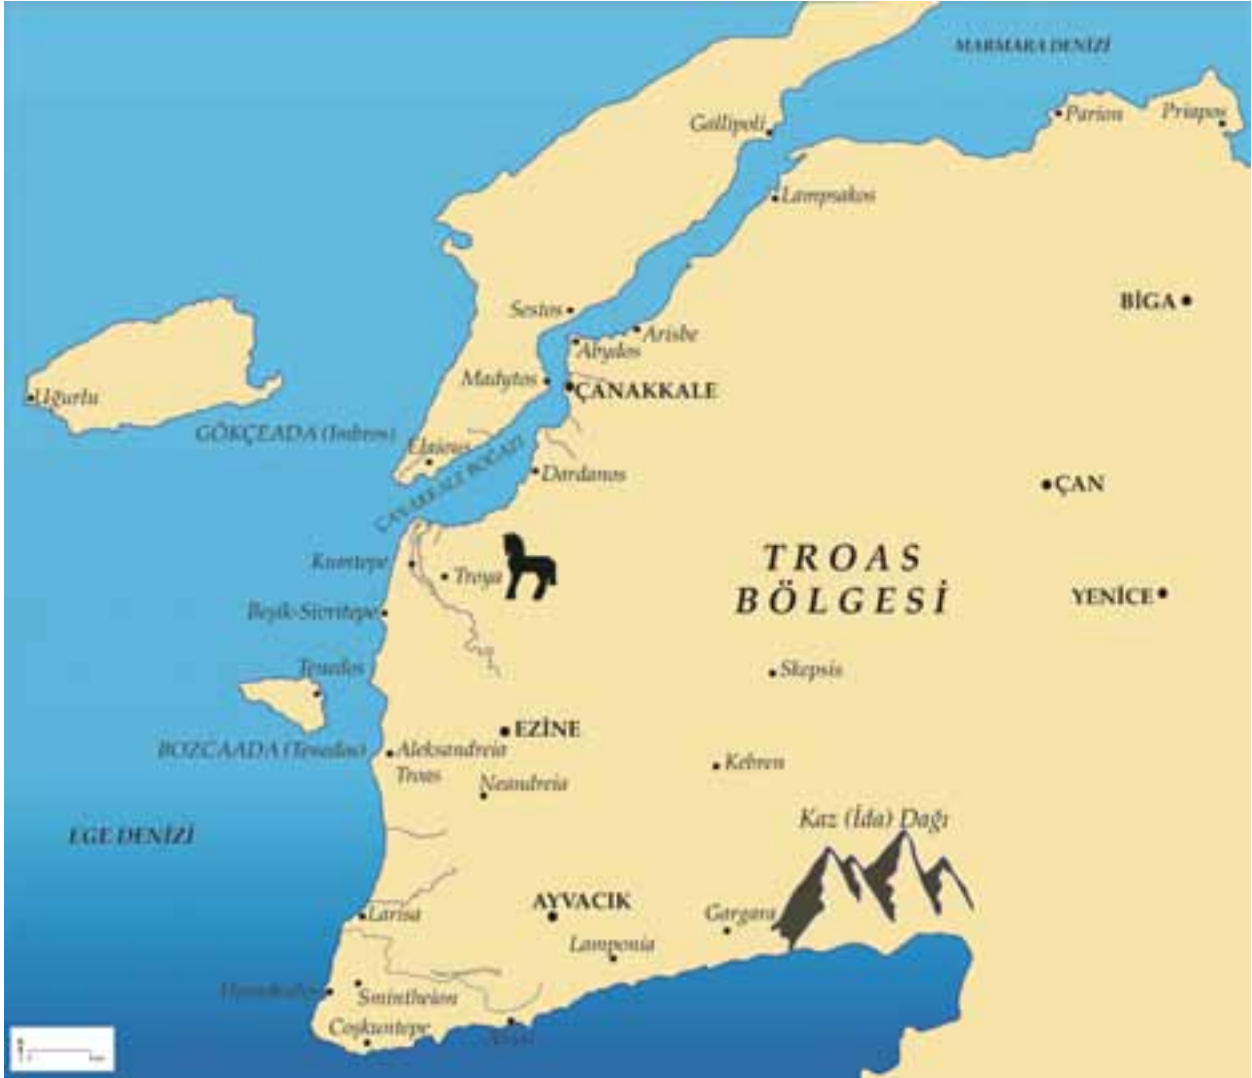 MARMARA DENİZİ
Gallipoli
Parion
Priapos
Lampsakos
BİGA
Sestos
Arisbe
Abydos
Madytos
ÇANAKKALE
Uğurlu
GÖKÇEADA (Imbros)
Elaious
ÇANAKKALE BOĞAZI
Dardanos
ÇAN
Kumtepe
Troya
TROAS
BÖLGESİ
YENİCE
Beşik-Sivritepe
Tenedos
Skepsis
EZİNE
BOZCAADA (Tenedos)
Aleksandreia
Troas
Kebren
Neandreia
Kaz (İda) Dağı
EGE DENİZİ
AYVACIK
Larisa
Gargara
Lamponia
Smintheion
Coşkuntepe